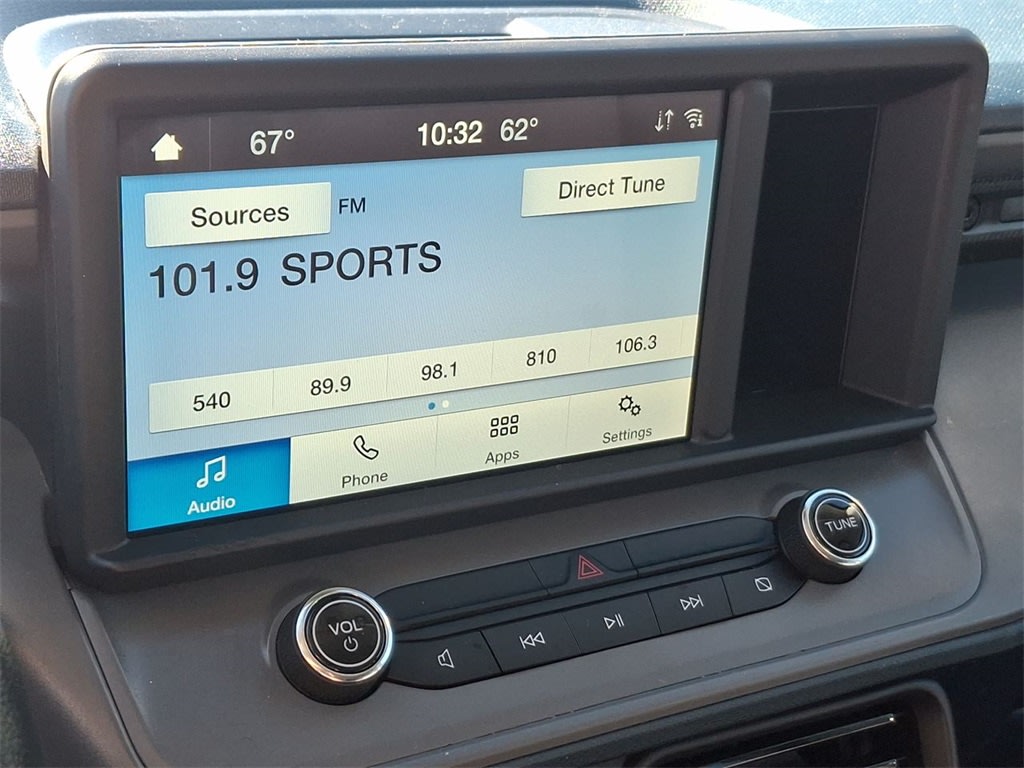 67° 10:32 62°
Sources FM Direct Tune
101.9 SPORTS
540 89.9 98.1 810 106.3
Audio Phone Apps Settings
VOL TUNE